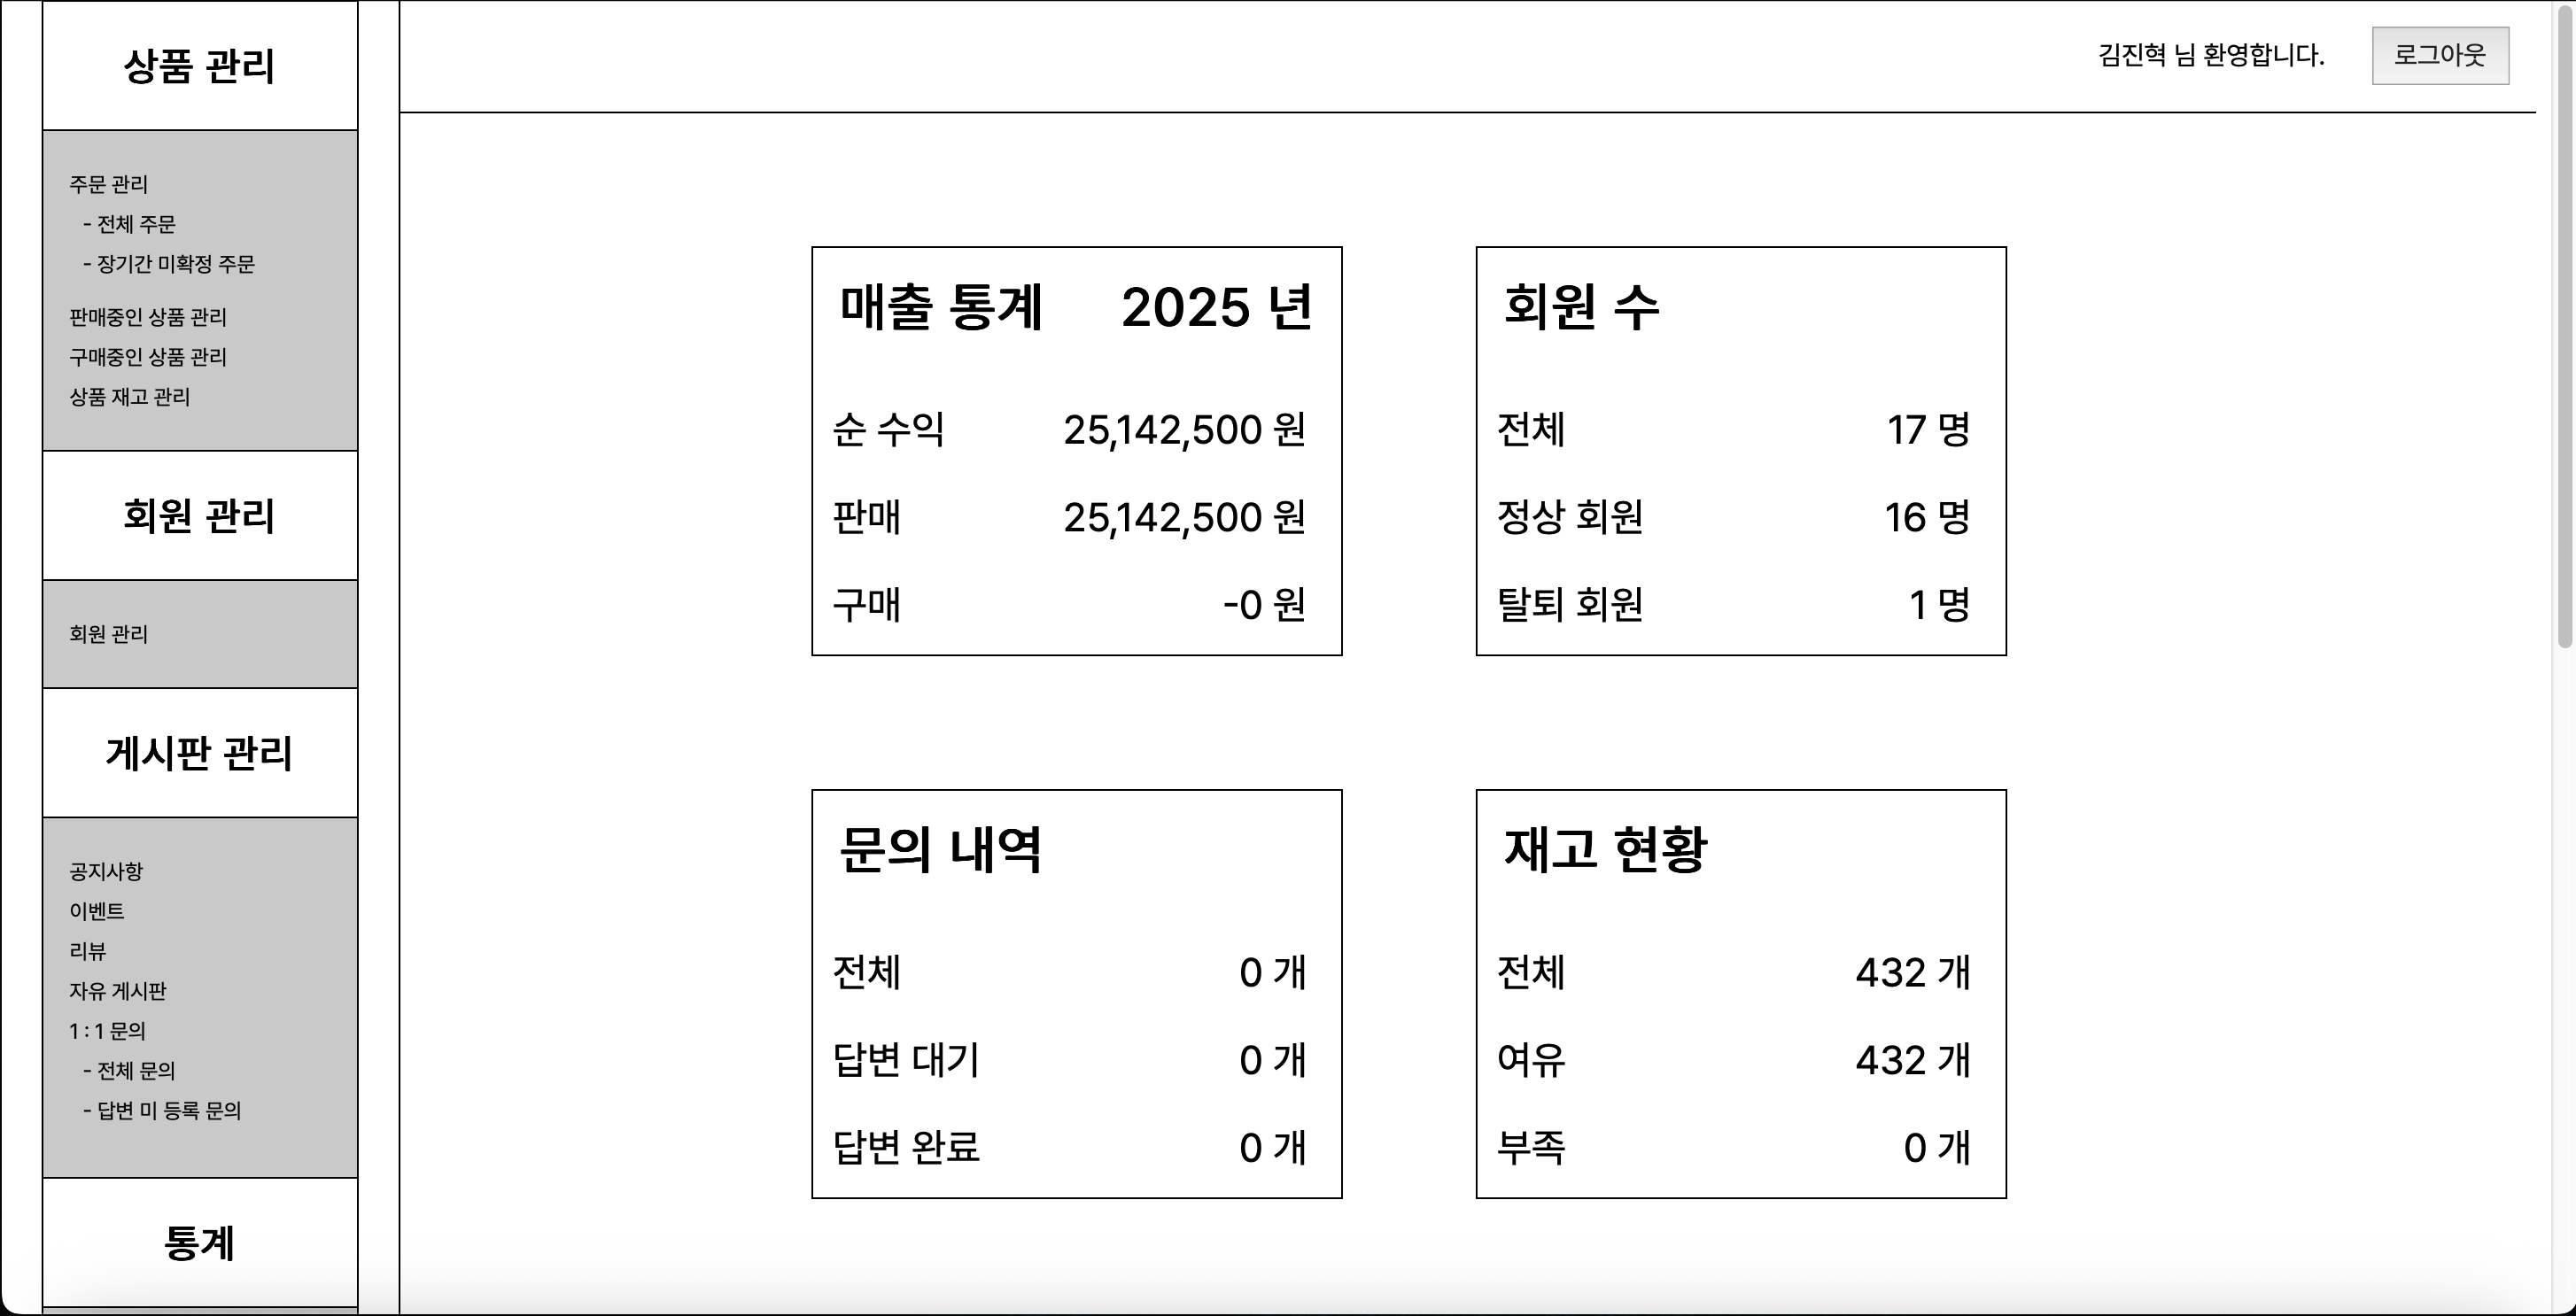 상품 관리
주문 관리
- 전체 주문
- 장기간 미확정 주문
판매중인 상품 관리
구매중인 상품 관리
상품 재고 관리
회원 관리
회원 관리
게시판 관리
공지사항
이벤트
리뷰
자유 게시판
1 : 1 문의
- 전체 문의
- 답변 미 등록 문의
통계
김진혁 님 환영합니다. 로그아웃
매출 통계 2025 년
순 수익 25,142,500 원
판매 25,142,500 원
구매 -0 원
회원 수
전체 17 명
정상 회원 16 명
탈퇴 회원 1 명
문의 내역
전체 0 개
답변 대기 0 개
답변 완료 0 개
재고 현황
전체 432 개
여유 432 개
부족 0 개